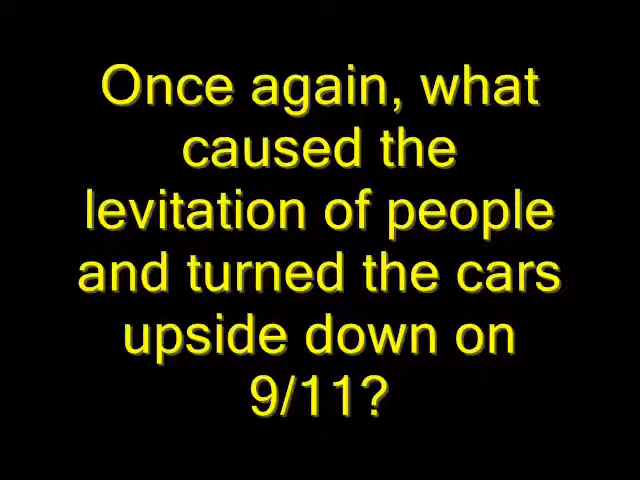 Once again, what
caused the
levitation of people
and turned the cars
upside down on
9/11?